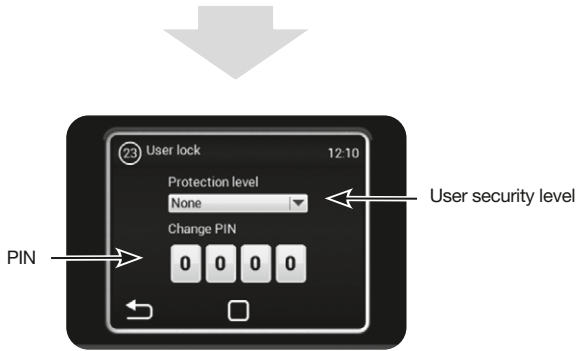 23 User lock 12:10
Protection level
None
User security level
Change PIN
PIN
0 0 0 0